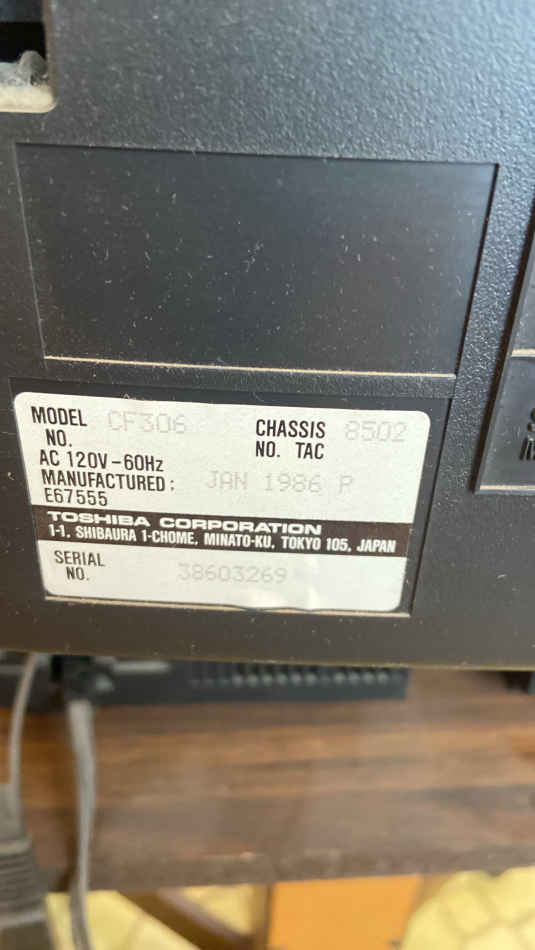 MODEL NO. CF306
CHASSIS NO. TAC 8502
AC 120V-60Hz
MANUFACTURED: JAN 1986 P
E67555
TOSHIBA CORPORATION
1-1, SHIBAURA 1-CHOME, MINATO-KU, TOKYO 105, JAPAN
SERIAL NO. 38603269